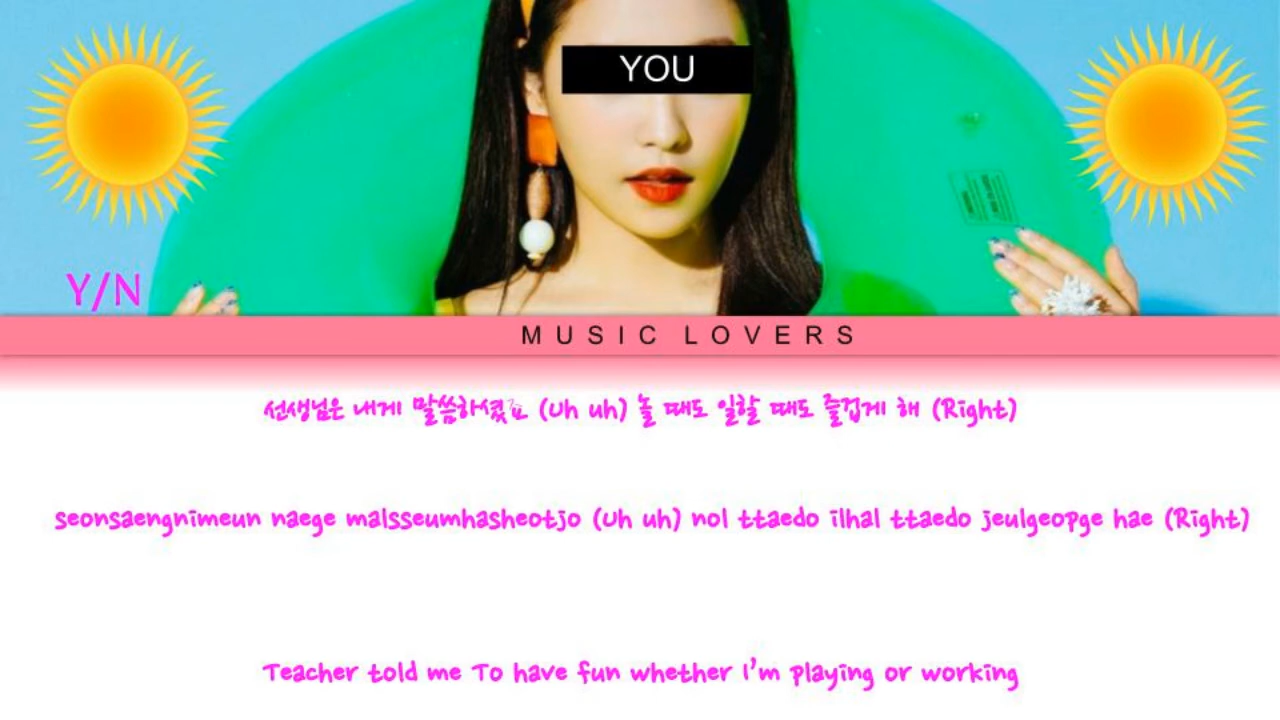 YOU
Y/N
MUSIC LOVERS
선생님은 내게 말씀하셨죠 (Uh uh) 놀 때도 일할 때도 즐겁게 해 (Right)
seonsaengnimeun naege malsseumhasheotjo (Uh uh) nol ttaedo ilhal ttaedo jeulgeopge hae (Right)
Teacher told me To have fun whether I'm playing or working